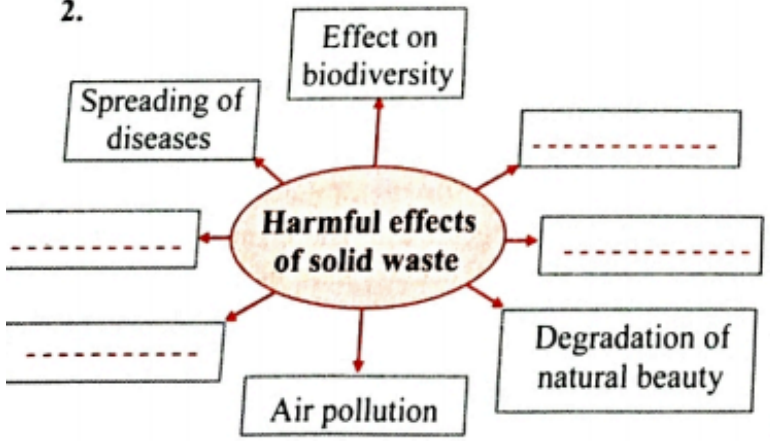 2.
Effect on
biodiversity
Spreading of
diseases
------------
Harmful effects
of solid waste
------------
------------
------------
Degradation of
natural beauty
Air pollution